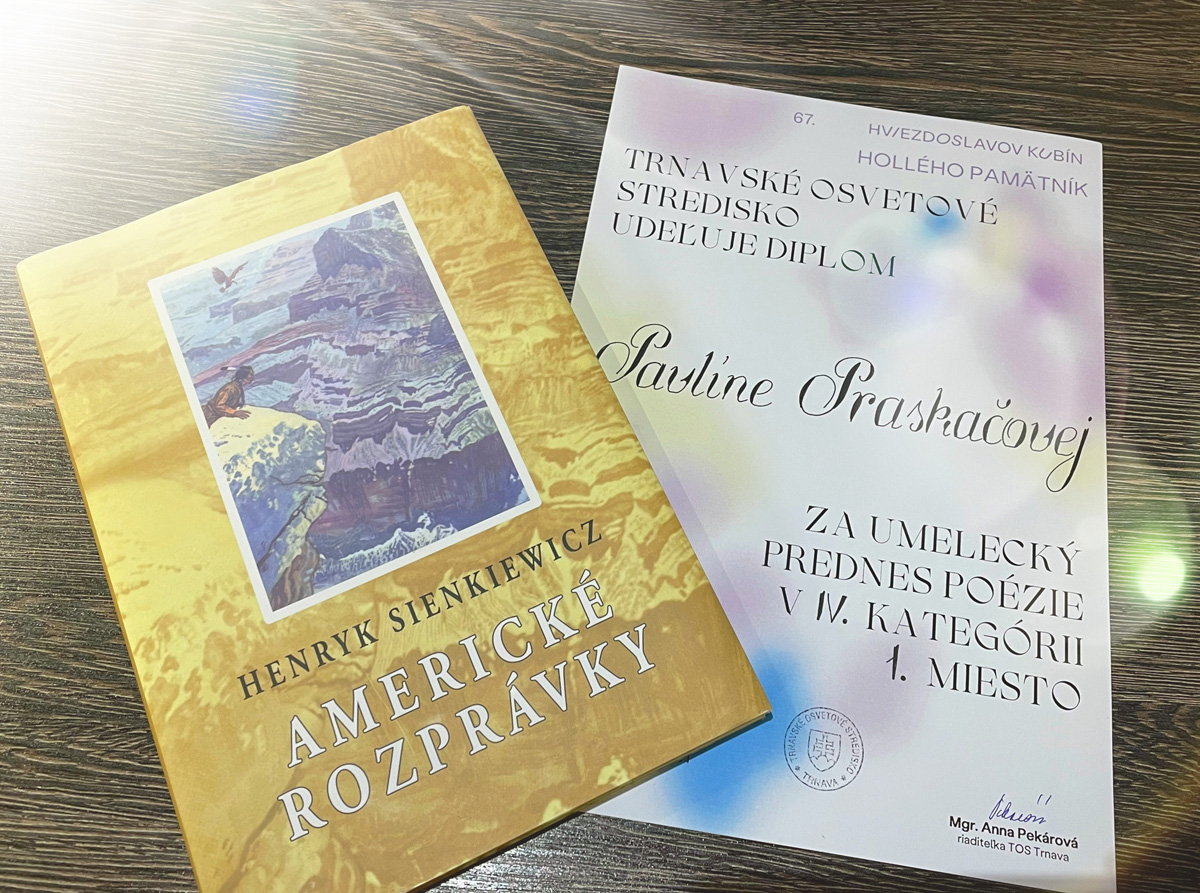 HENRYK SIENKIEWICZ
AMERICKÉ
ROZPRÁVKY
67. HVIEZDOSLAVOV KUBÍN
HOLLÉHO PAMÄTNÍK
TRNAVSKÉ OSVETOVÉ
STREDISKO
UDEĽUJE DIPLOM
Paulíne Praskačovej
ZA UMELECKÝ
PREDNES POÉZIE
V IV. KATEGÓRII
1. MIESTO
TRNAVSKÉ OSVETOVÉ STREDISKO
TRNAVA
Mgr. Anna Pekárová
riaditeľka TOS Trnava